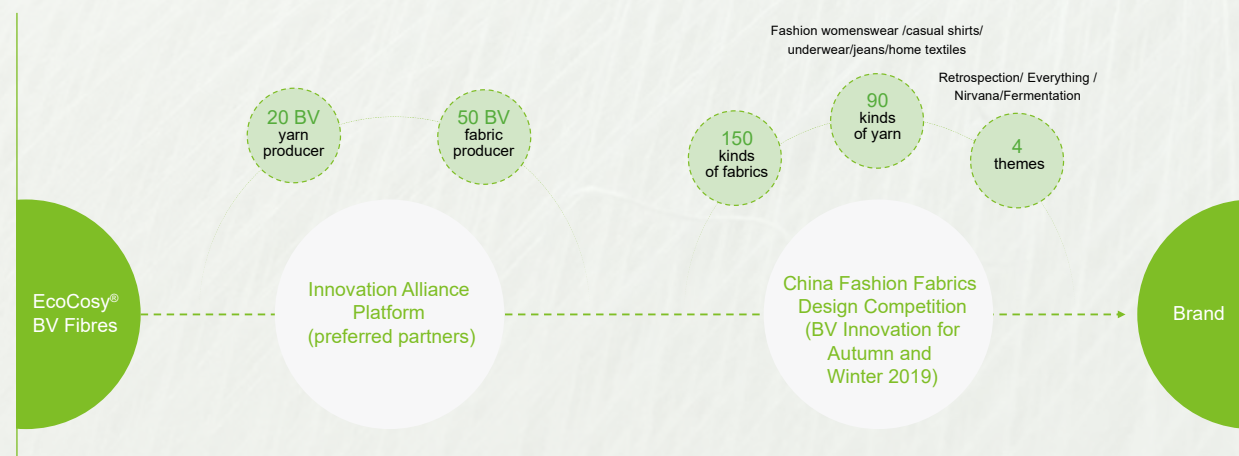 Fashion womenswear /casual shirts/
underwear/jeans/home textiles
Retrospection/ Everything /
Nirvana/Fermentation
20 BV
yarn
producer
50 BV
fabric
producer
150
kinds
of fabrics
90
kinds
of yarn
4
themes
EcoCosy®
BV Fibres
Innovation Alliance
Platform
(preferred partners)
China Fashion Fabrics
Design Competition
(BV Innovation for
Autumn and
Winter 2019)
Brand